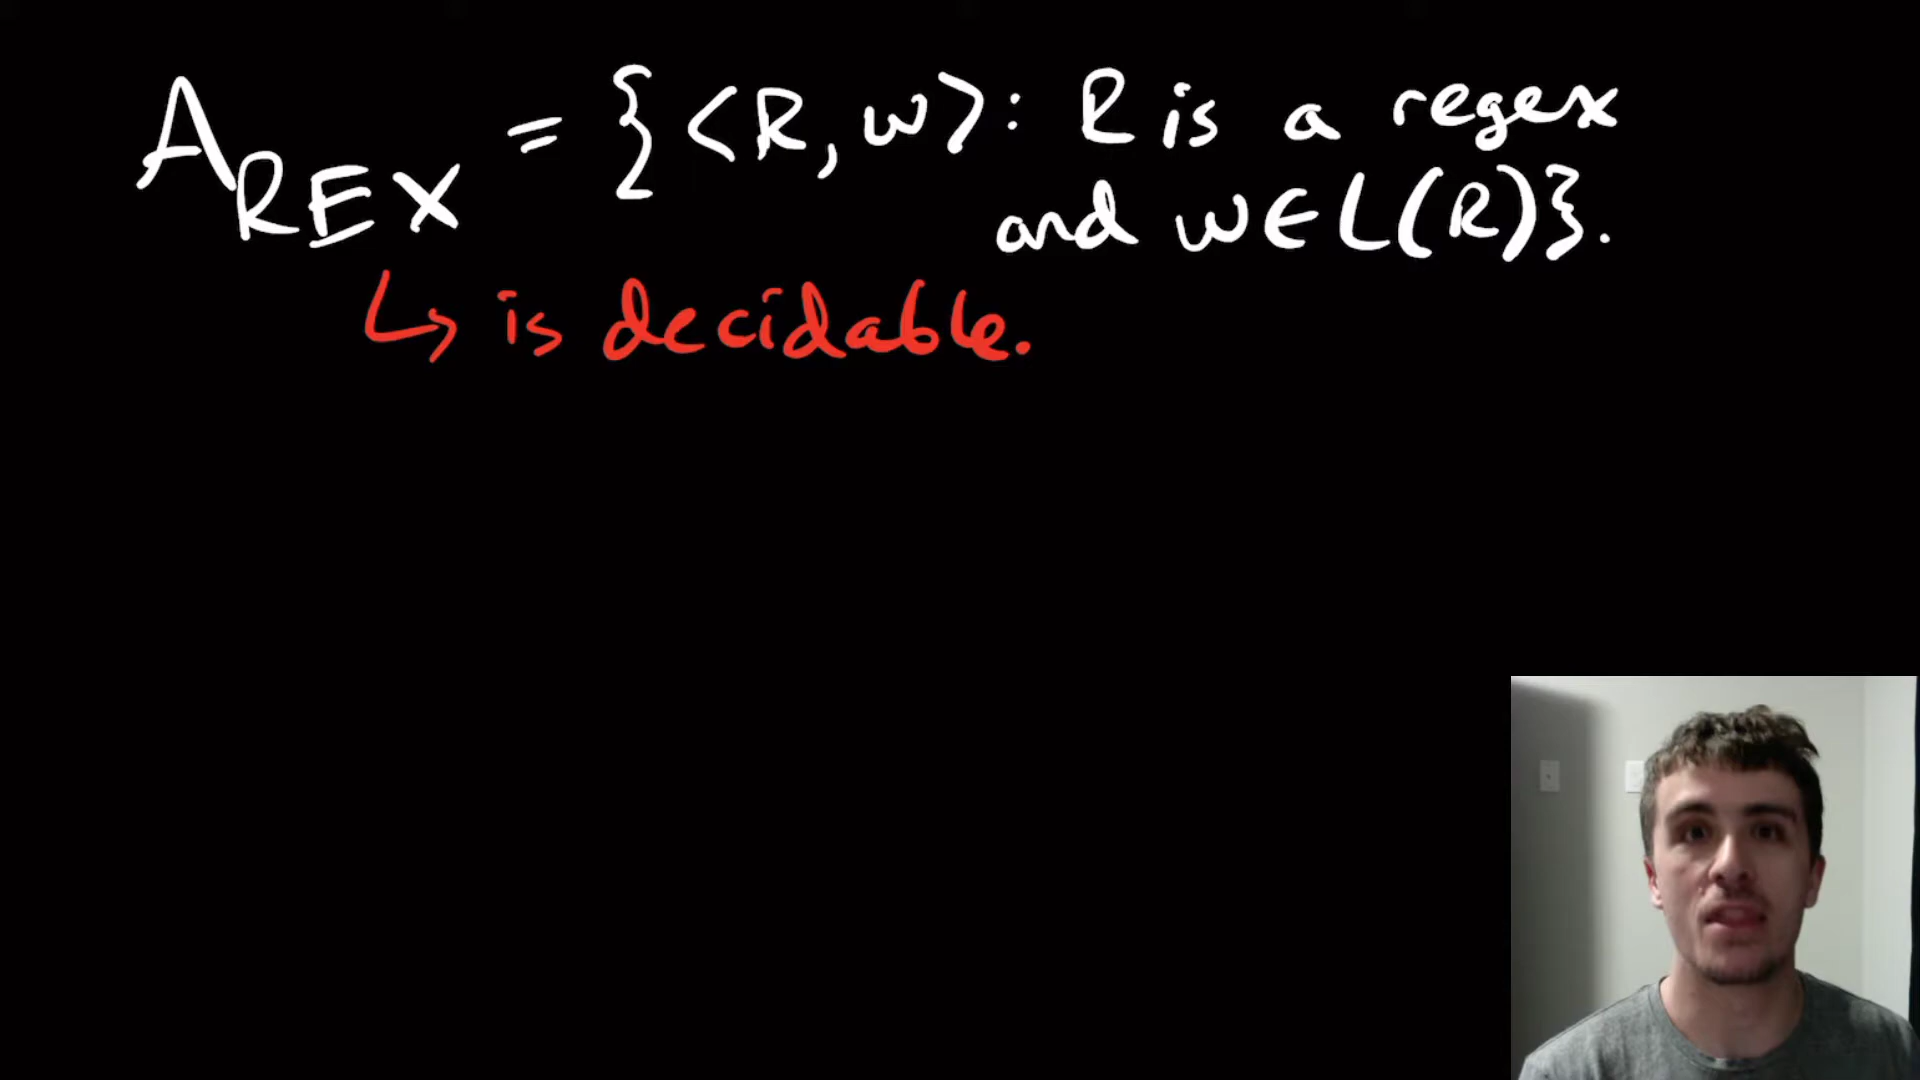 A_REX = {<R, w>: R is a regex
and w∈L(R)}.
↳ is decidable.